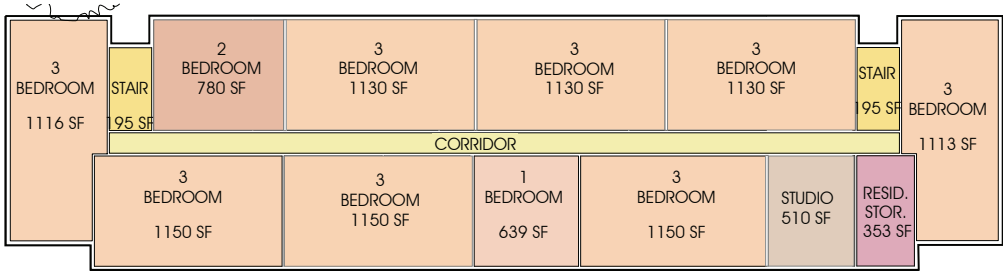 3
BEDROOM
1116 SF
STAIR
195 SF
2
BEDROOM
780 SF
3
BEDROOM
1130 SF
3
BEDROOM
1130 SF
3
BEDROOM
1130 SF
STAIR
195 SF
3
BEDROOM
1113 SF
CORRIDOR
3
BEDROOM
1150 SF
3
BEDROOM
1150 SF
1
BEDROOM
639 SF
3
BEDROOM
1150 SF
STUDIO
510 SF
RESID.
STOR.
353 SF